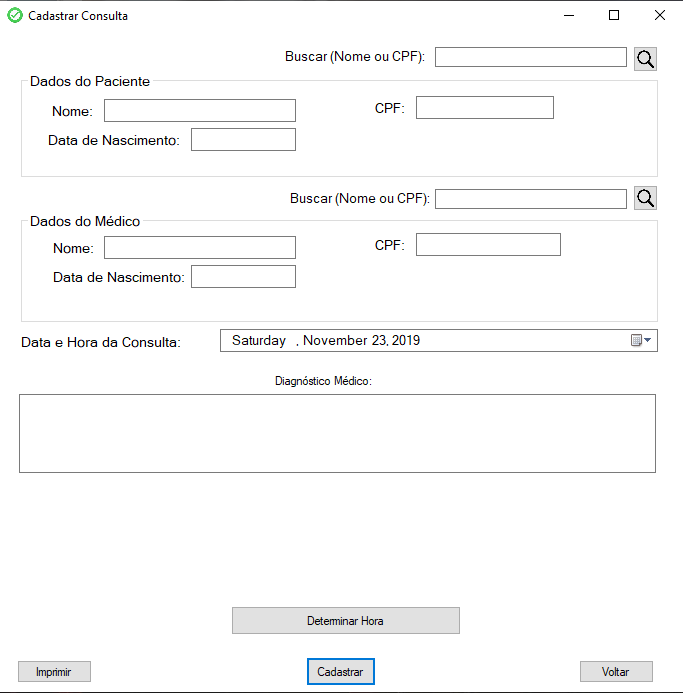 Cadastrar Consulta
Buscar (Nome ou CPF):
Dados do Paciente
Nome: CPF:
Data de Nascimento:
Buscar (Nome ou CPF):
Dados do Médico
Nome: CPF:
Data de Nascimento:
Data e Hora da Consulta: Saturday , November 23, 2019
Diagnóstico Médico:
Determinar Hora
Imprimir Cadastrar Voltar